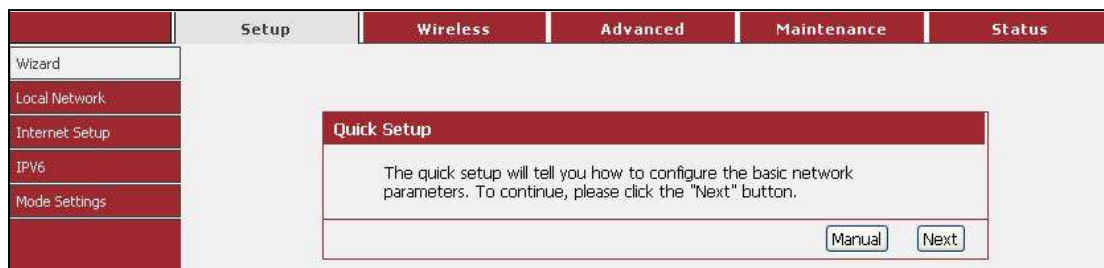 Setup
Wireless
Advanced
Maintenance
Status
Wizard
Local Network
Internet Setup
IPV6
Mode Settings
Quick Setup
The quick setup will tell you how to configure the basic network
parameters. To continue, please click the "Next" button.
Manual
Next